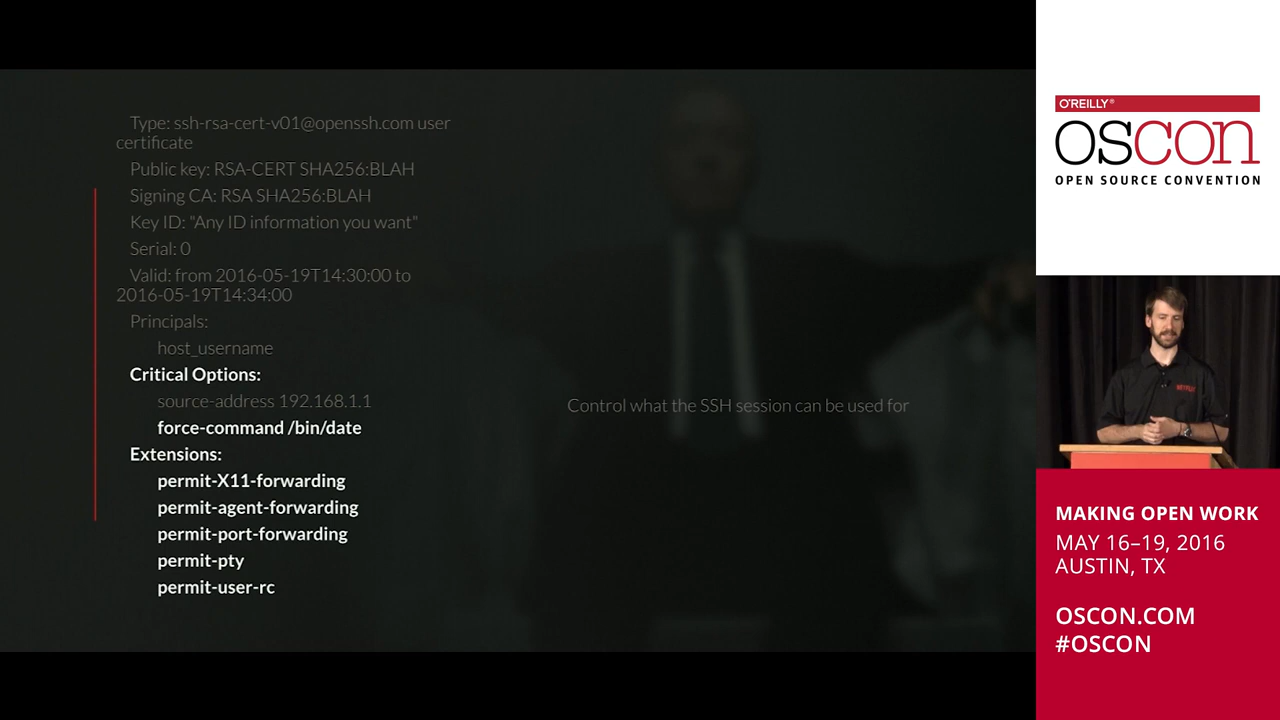 Type: ssh-rsa-cert-v01@openssh.com user
certificate
Public key: RSA-CERT SHA256:BLAH
Signing CA: RSA SHA256:BLAH
Key ID: "Any ID information you want"
Serial: 0
Valid: from 2016-05-19T14:30:00 to
2016-05-19T14:34:00
Principals:
host_username
Critical Options:
source-address 192.168.1.1
force-command /bin/date
Extensions:
permit-X11-forwarding
permit-agent-forwarding
permit-port-forwarding
permit-pty
permit-user-rc
Control what the SSH session can be used for
O'REILLY®
OSCON
OPEN SOURCE CONVENTION
NETFLIX
MAKING OPEN WORK
MAY 16–19, 2016
AUSTIN, TX
OSCON.COM
#OSCON